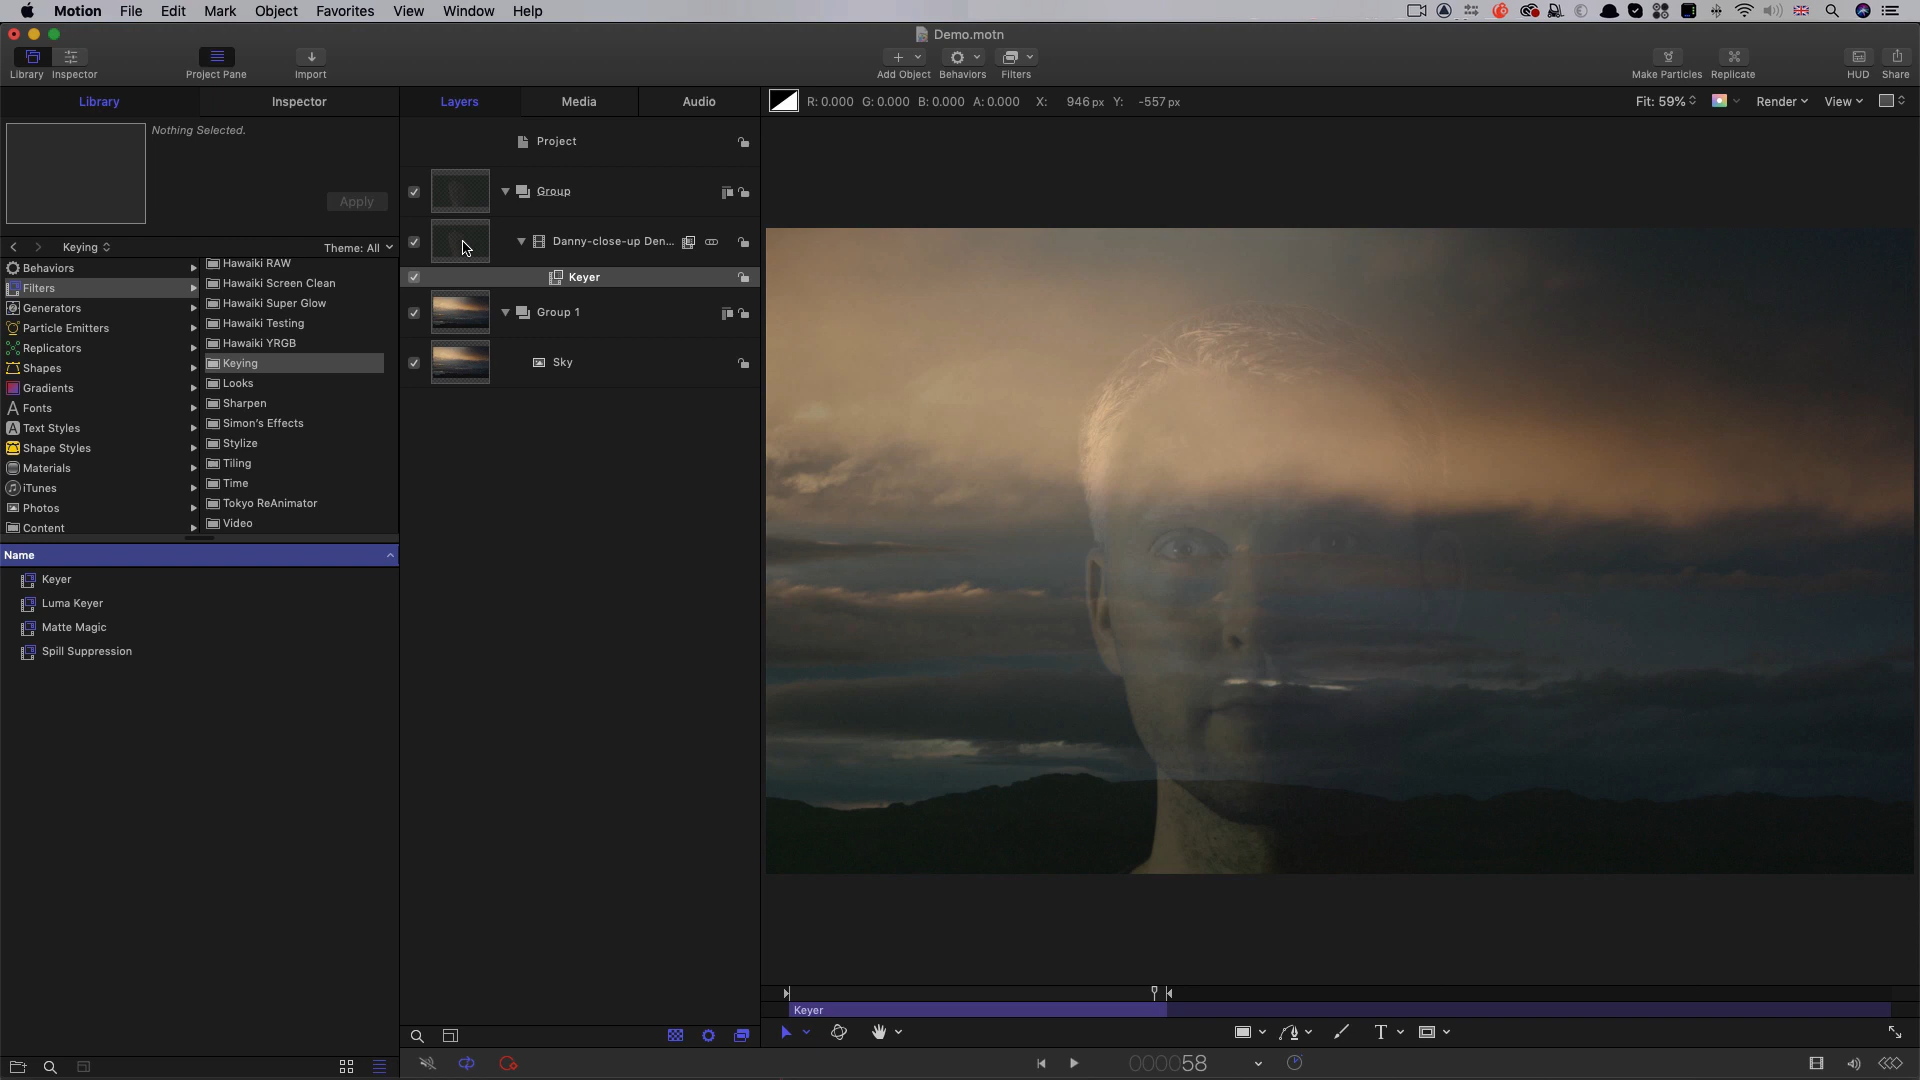 Motion File Edit Mark Object Favorites View Window Help
Demo.motn
Library Inspector Project Pane Import Add Object Behaviors Filters Make Particles Replicate HUD Share
Library Inspector Layers Media Audio R: 0.000 G: 0.000 B: 0.000 A: 0.000 X: 946 px Y: -557 px Fit: 59% Render View
Nothing Selected.
Apply
Keying Theme: All
Behaviors
Filters
Generators
Particle Emitters
Replicators
Shapes
Gradients
Fonts
Text Styles
Shape Styles
Materials
iTunes
Photos
Content
Hawaiki RAW
Hawaiki Screen Clean
Hawaiki Super Glow
Hawaiki Testing
Hawaiki YRGB
Keying
Looks
Sharpen
Simon's Effects
Stylize
Tiling
Time
Tokyo ReAnimator
Video
Name
Keyer
Luma Keyer
Matte Magic
Spill Suppression
Project
Group
Danny-close-up Den...
Keyer
Group 1
Sky
Keyer
T
000058